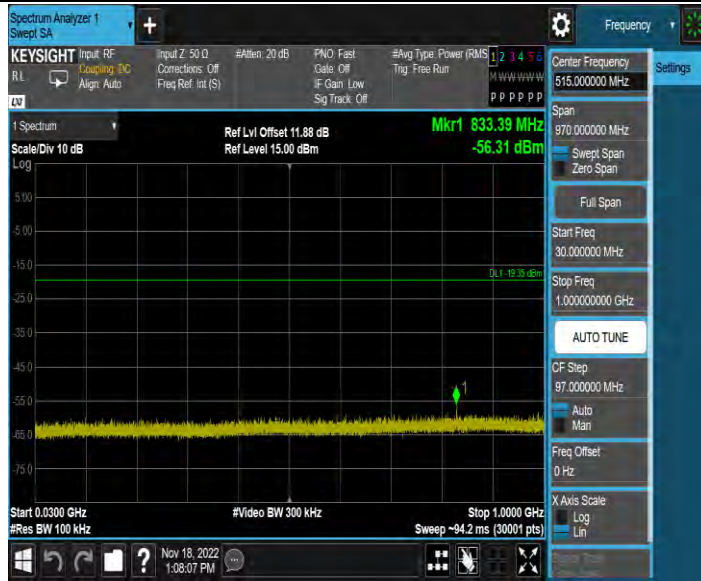 Spectrum Analyzer 1
Swept SA
Frequency
KEYSIGHT
Input: RF
Coupling: DC
Align: Auto
Input Z: 50 Ω
Corrections: Off
Freq Ref: Int (S)
#Atten: 20 dB
PNO: Fast
Gate: Off
IF Gain: Low
Sig Track: Off
#Avg Type: Power (RMS
Trig: Free Run
1 2 3 4 5 6
M W W W W W
P P P P P P
RL
LXI
1 Spectrum
Scale/Div 10 dB
Log
Ref Lvl Offset 11.88 dB
Ref Level 15.00 dBm
Mkr1 833.39 MHz
-56.31 dBm
5.00
-5.00
-15.0
DL1 -19.35 dBm
-25.0
-35.0
-45.0
1
-55.0
-65.0
-75.0
Start 0.0300 GHz
#Res BW 100 kHz
#Video BW 300 kHz
Stop 1.0000 GHz
Sweep ~94.2 ms (30001 pts)
Nov 18, 2022
1:08:07 PM
Center Frequency
515.000000 MHz
Settings
Span
970.000000 MHz
Swept Span
Zero Span
Full Span
Start Freq
30.000000 MHz
Stop Freq
1.000000000 GHz
AUTO TUNE
CF Step
97.000000 MHz
Auto
Man
Freq Offset
0 Hz
X Axis Scale
Log
Lin